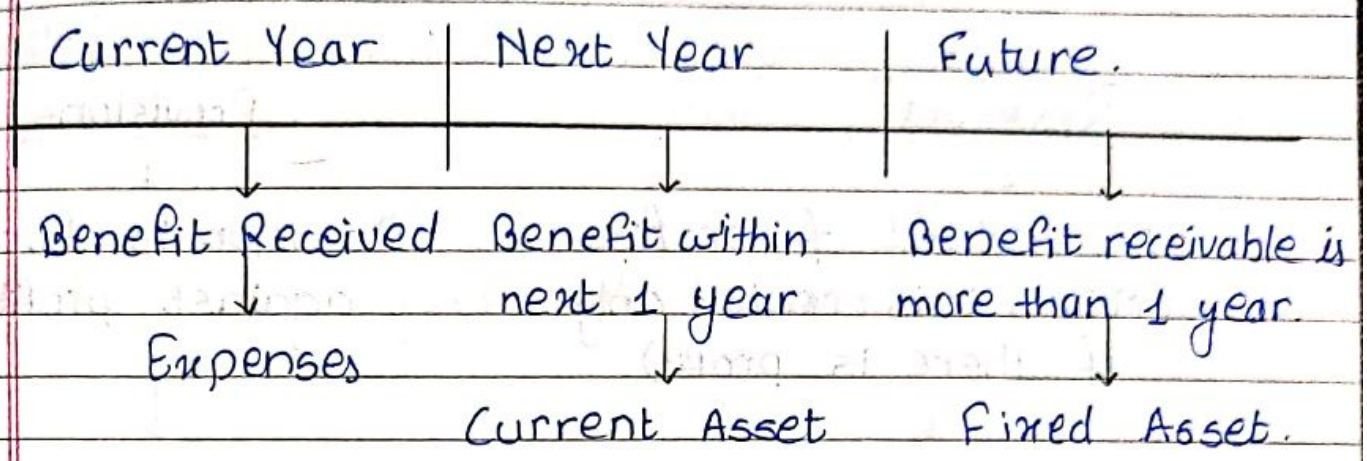 Current Year Next Year Future.
Benefit Received Benefit within Benefit receivable is
next 1 year more than 1 year.
Expenses
Current Asset Fixed Asset.